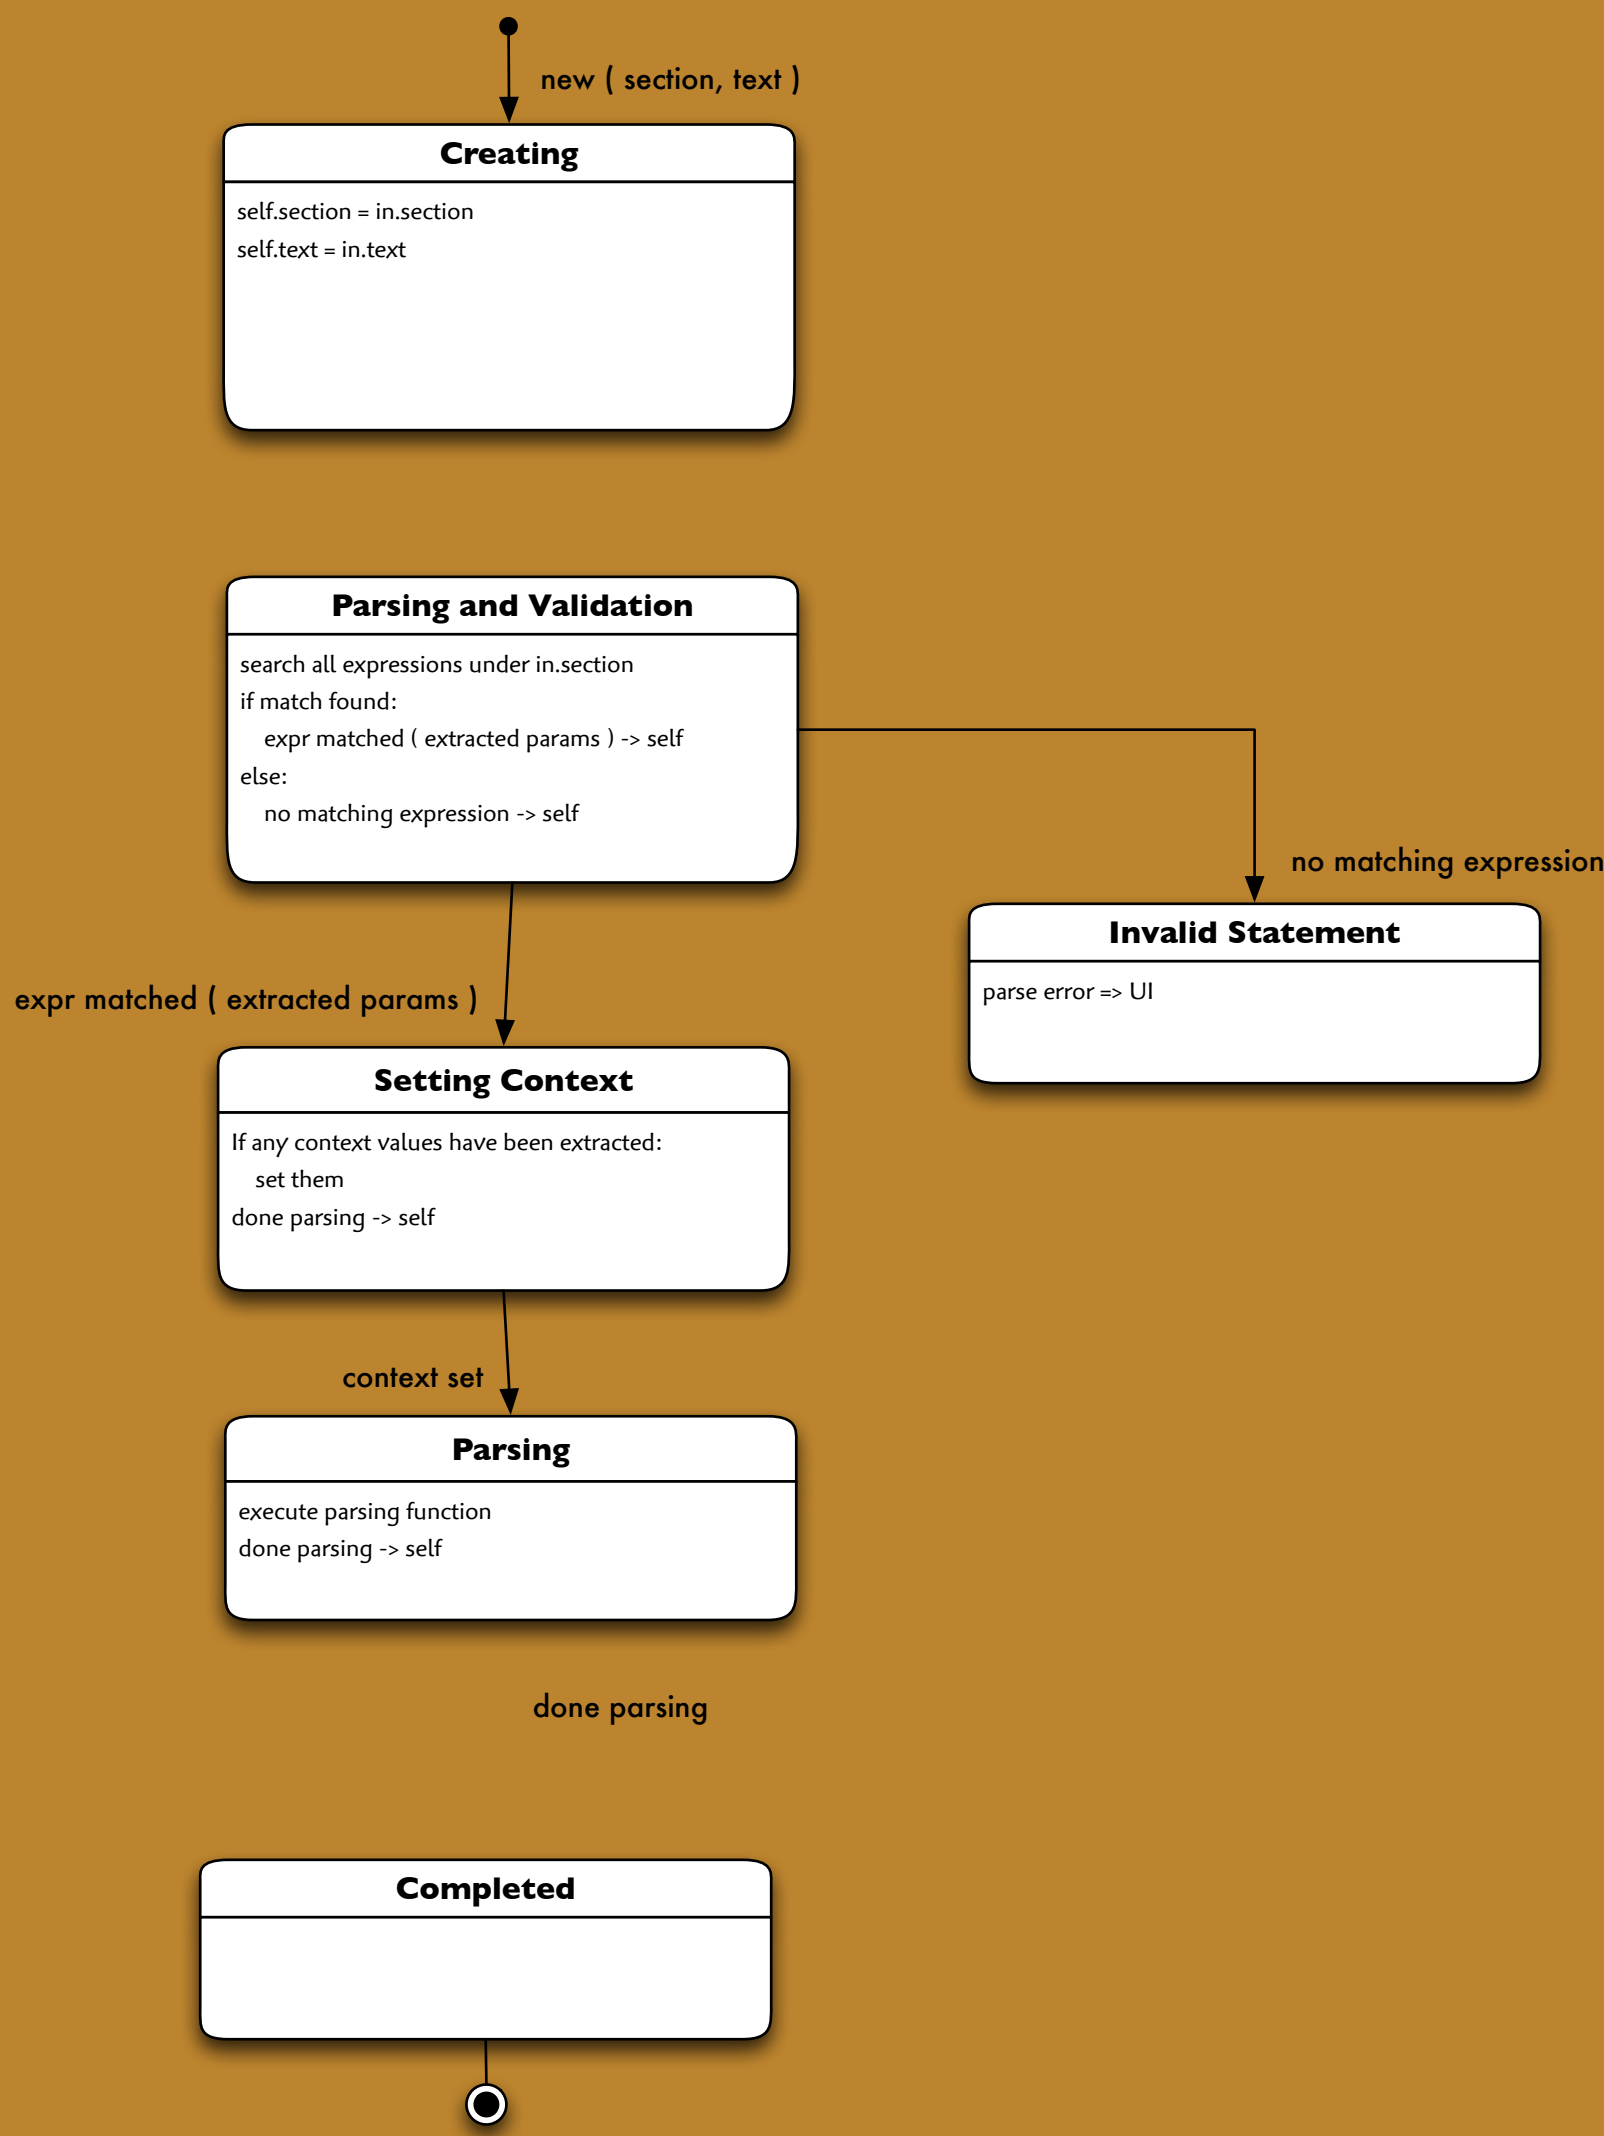 new ( section, text )
Creating
self.section = in.section
self.text = in.text
Parsing and Validation
search all expressions under in.section
if match found:
expr matched ( extracted params ) -> self
else:
no matching expression -> self
no matching expression
Invalid Statement
parse error => UI
expr matched ( extracted params )
Setting Context
If any context values have been extracted:
set them
done parsing -> self
context set
Parsing
execute parsing function
done parsing -> self
done parsing
Completed